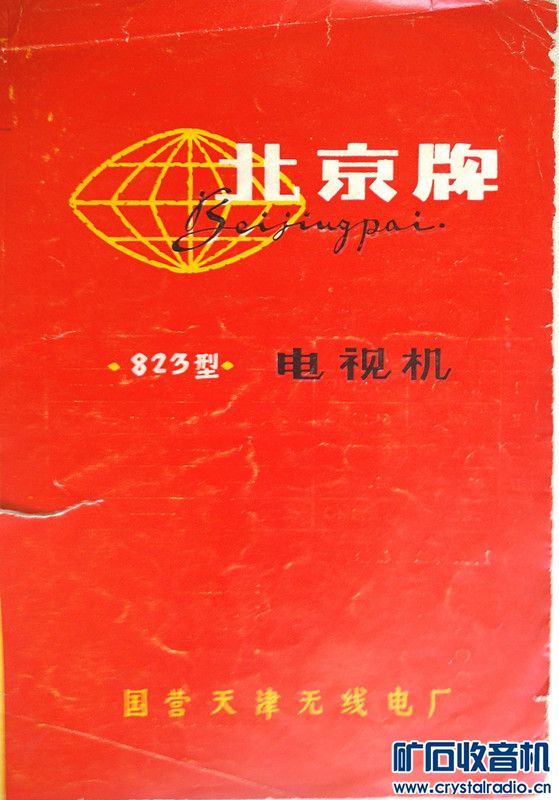 北京牌
Beijingpai.
823型 电视机
国营天津无线电厂
矿石收音机
www.crystalradio.cn